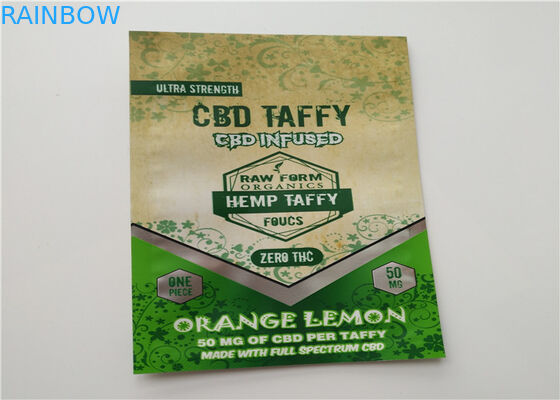 RAINBOW
ULTRA STRENGTH
CBD TAFFY
CBD INFUSED
RAW FORM
ORGANICS
HEMP TAFFY
FOUCS
ZERO THC
ONE
PIECE
50
MG
ORANGE LEMON
50 MG OF CBD PER TAFFY
MADE WITH FULL SPECTRUM CBD